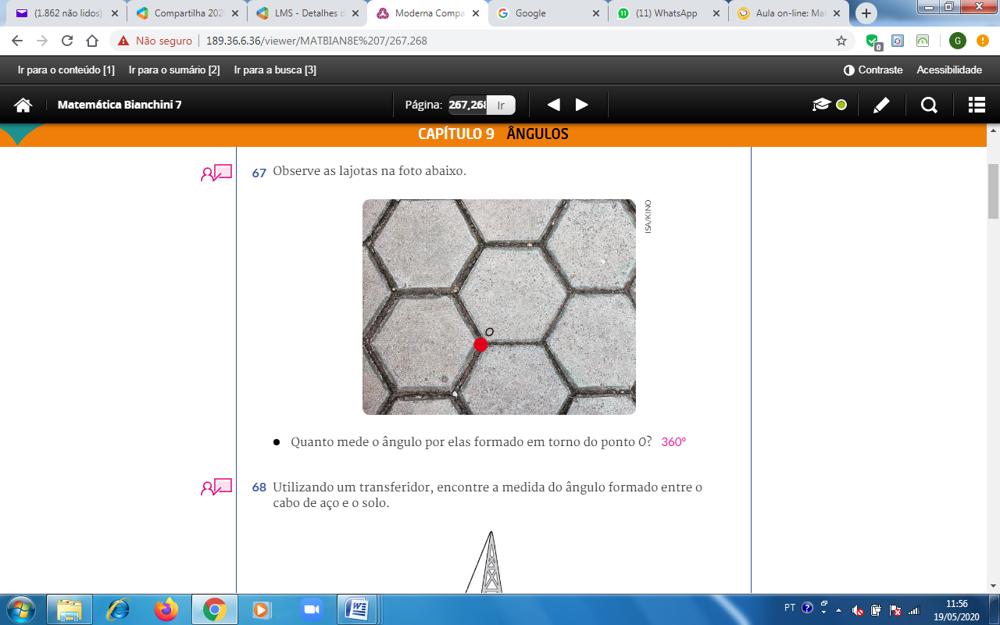 (1.862 não lidos)
Compartilha 202
LMS - Detalhes d
Moderna Compa
Google
(11) WhatsApp
Aula on-line: Mat
Não seguro 189.36.6.36/viewer/MATBIAN8E%207/267,268
0
G
Ir para o conteúdo [1] Ir para o sumário [2] Ir para a busca [3]
Contraste Acessibilidade
Matemática Bianchini 7
Página: 267,268 Ir
CAPÍTULO 9 ÂNGULOS
67 Observe as lajotas na foto abaixo.
ISA/KINO
O
• Quanto mede o ângulo por elas formado em torno do ponto O? 360°
68 Utilizando um transferidor, encontre a medida do ângulo formado entre o
cabo de aço e o solo.
PT
11:56
19/05/2020